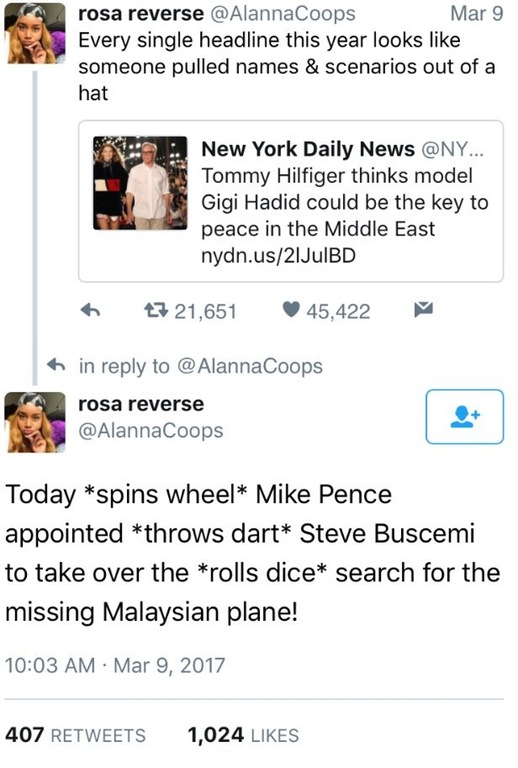 rosa reverse @AlannaCoops Mar 9
Every single headline this year looks like
someone pulled names & scenarios out of a
hat
New York Daily News @NY...
Tommy Hilfiger thinks model
Gigi Hadid could be the key to
peace in the Middle East
nydn.us/2lJulBD
21,651 45,422
in reply to @AlannaCoops
rosa reverse
@AlannaCoops
Today *spins wheel* Mike Pence
appointed *throws dart* Steve Buscemi
to take over the *rolls dice* search for the
missing Malaysian plane!
10:03 AM · Mar 9, 2017
407 RETWEETS 1,024 LIKES